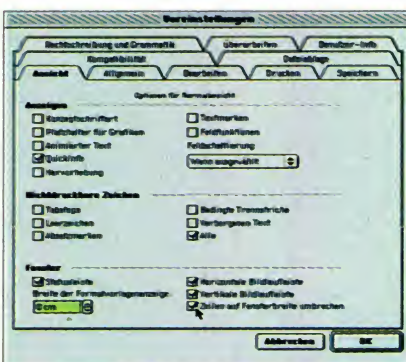 Voreinstellungen
Rechtschreibung und Grammatik Überarbeiten Benutzer-Info
Kompatibilität Dateiablage
Ansicht Allgemein Bearbeiten Drucken Speichern
Optionen für Normalansicht
Anzeigen
Konzeptschriftart Textmarken
Platzhalter für Grafiken Feldfunktionen
Animierter Text Feldschattierung
QuickInfo Wenn ausgewählt
Hervorhebung
Nichtdruckbare Zeichen
Tabstops Bedingte Trennstriche
Leerzeichen Verborgenen Text
Absatzmarken Alle
Fenster
Statusleiste Horizontale Bildlaufleiste
Breite der Formatvorlagenanzeige: Vertikale Bildlaufleiste
0 cm Zeilen auf Fensterbreite umbrechen
Abbrechen OK